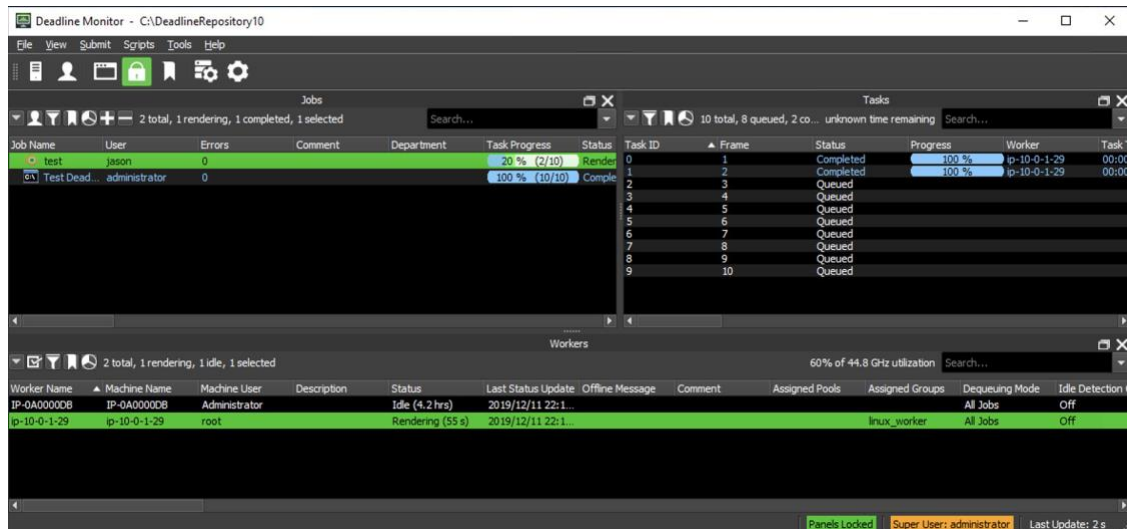 Deadline Monitor - C:\DeadlineRepository10
File View Submit Scripts Tools Help
Jobs
2 total, 1 rendering, 1 completed, 1 selected Search...
Job Name User Errors Comment Department Task Progress Status
test jason 0 20 % (2/10) Render
Test Dead... administrator 0 100 % (10/10) Comple
Tasks
10 total, 8 queued, 2 co... unknown time remaining Search...
Task ID Frame Status Progress Worker Task
0 1 Completed 100 % ip-10-0-1-29 00:00
1 2 Completed 100 % ip-10-0-1-29 00:00
2 3 Queued
3 4 Queued
4 5 Queued
5 6 Queued
6 7 Queued
7 8 Queued
8 9 Queued
9 10 Queued
Workers
2 total, 1 rendering, 1 idle, 1 selected 60% of 44.8 GHz utilization Search...
Worker Name Machine Name Machine User Description Status Last Status Update Offline Message Comment Assigned Pools Assigned Groups Dequeuing Mode Idle Detection
IP-0A0000DB IP-0A0000DB Administrator Idle (4.2 hrs) 2019/12/11 22:1... All Jobs Off
ip-10-0-1-29 ip-10-0-1-29 root Rendering (55 s) 2019/12/11 22:1... linux_worker All Jobs Off
Panels Locked Super User: administrator Last Update: 2 s